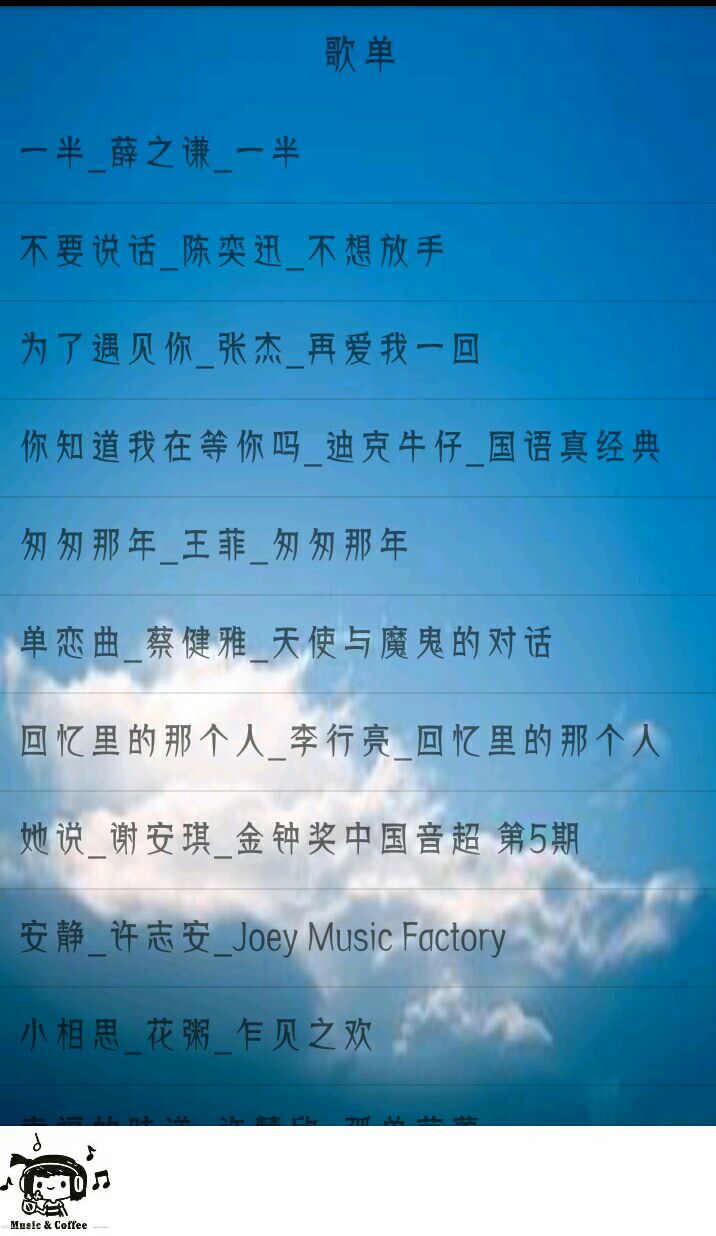 歌单
一半_薛之谦_一半
不要说话_陈奕迅_不想放手
为了遇见你_张杰_再爱我一回
你知道我在等你吗_迪克牛仔_国语真经典
匆匆那年_王菲_匆匆那年
单恋曲_蔡健雅_天使与魔鬼的对话
回忆里的那个人_李行亮_回忆里的那个人
她说_谢安琪_金钟奖中国音超 第5期
安静_许志安_Joey Music Factory
小相思_花粥_乍见之欢
Music & Coffee